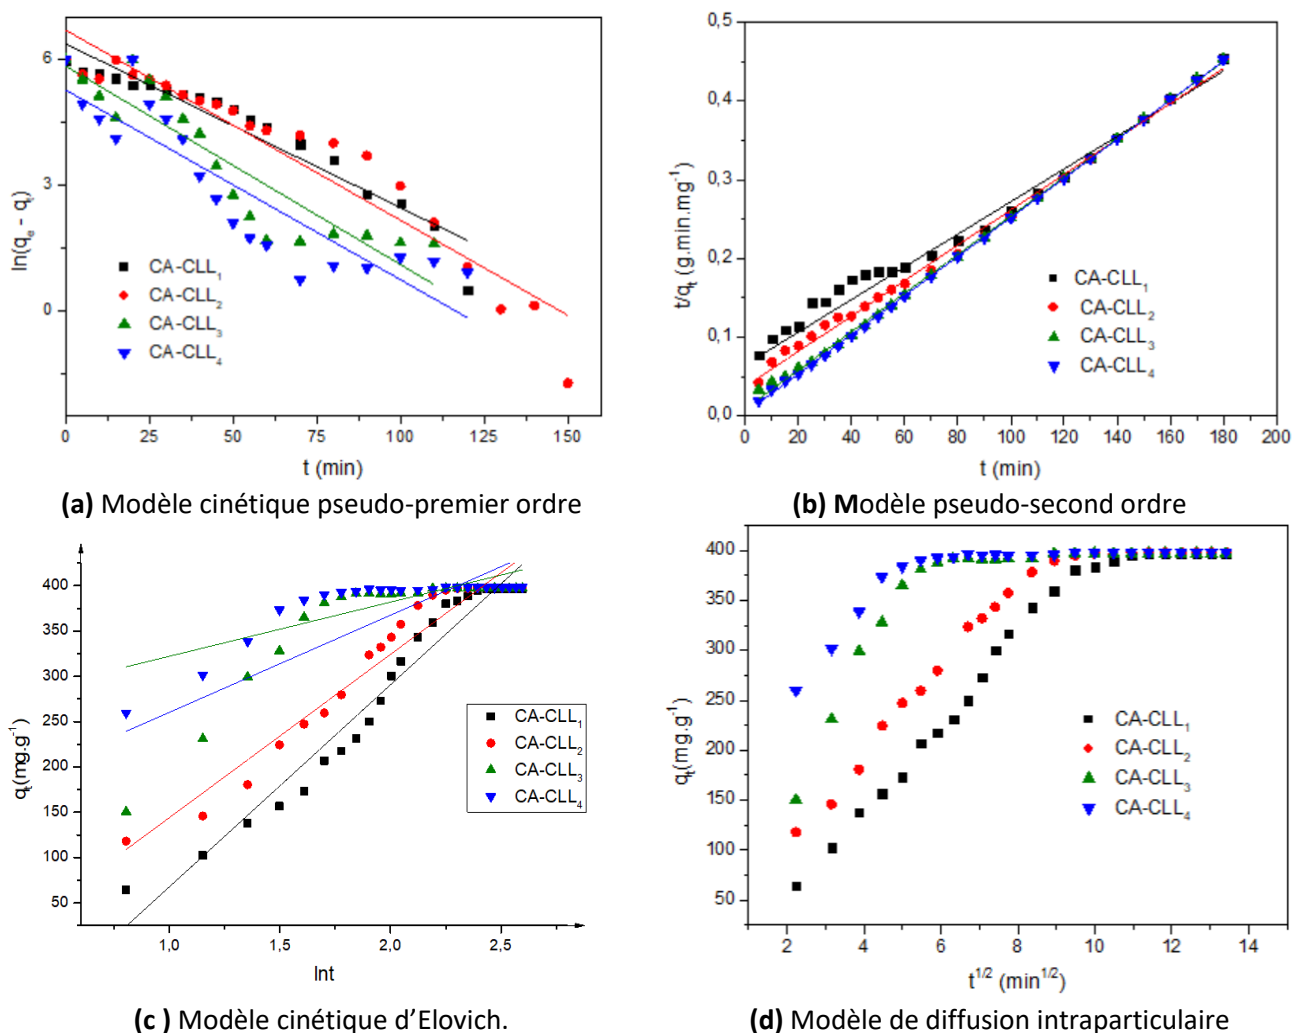 6
3
0
ln(qe - qt)
CA-CLL1
CA-CLL2
CA-CLL3
CA-CLL4
0 25 50 75 100 125 150
t (min)
(a) Modèle cinétique pseudo-premier ordre
0,5
0,4
0,3
0,2
0,1
0,0
t/qt (g.min.mg-1)
CA-CLL1
CA-CLL2
CA-CLL3
CA-CLL4
0 20 40 60 80 100 120 140 160 180 200
t (min)
(b) Modèle pseudo-second ordre
400
350
300
250
200
150
100
50
qt(mg.g-1)
CA-CLL1
CA-CLL2
CA-CLL3
CA-CLL4
1,0 1,5 2,0 2,5
lnt
(c ) Modèle cinétique d’Elovich.
400
350
300
250
200
150
100
50
qt(mg.g-1)
CA-CLL1
CA-CLL2
CA-CLL3
CA-CLL4
2 4 6 8 10 12 14
t1/2 (min1/2)
(d) Modèle de diffusion intraparticulaire